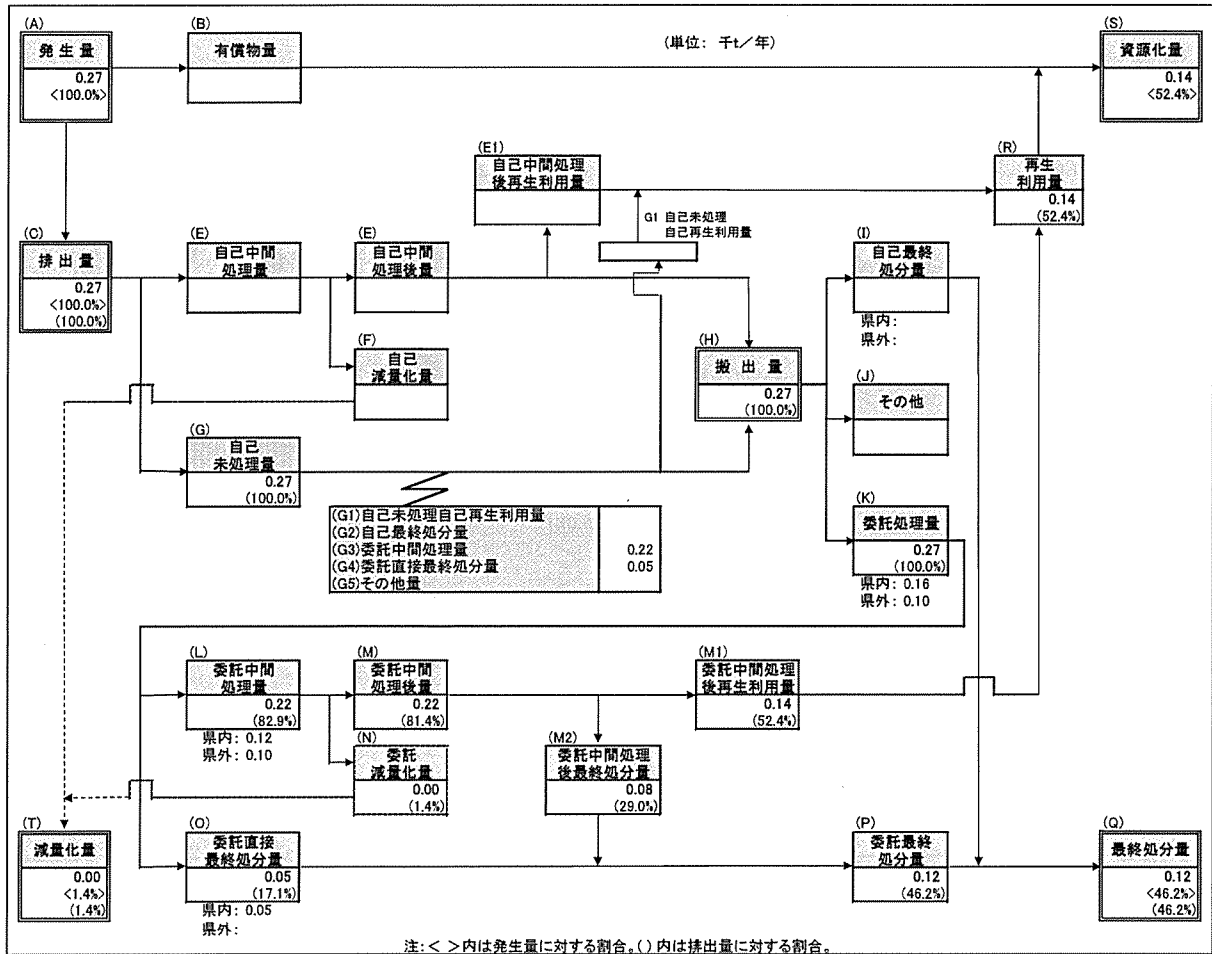 (A)
発生量
0.27
<100.0%>
(B)
有償物量
(単位: 千t/年)
(S)
資源化量
0.14
<52.4%>
(E1)
自己中間処理
後再生利用量
(R)
再生
利用量
0.14
(52.4%)
G1 自己未処理
自己再生利用量
(C)
排出量
0.27
<100.0%>
(100.0%)
(E)
自己中間
処理量
(E)
自己中間
処理後量
(I)
自己最終
処分量
県内:
県外:
(F)
自己
減量化量
(H)
搬出量
0.27
(100.0%)
(J)
その他
(G)
自己
未処理量
0.27
(100.0%)
(G1)自己未処理自己再生利用量
(G2)自己最終処分量
(G3)委託中間処理量 0.22
(G4)委託直接最終処分量 0.05
(G5)その他量
(K)
委託処理量
0.27
(100.0%)
県内: 0.16
県外: 0.10
(L)
委託中間
処理量
0.22
(82.9%)
県内: 0.12
県外: 0.10
(M)
委託中間
処理後量
0.22
(81.4%)
(M1)
委託中間処理
後再生利用量
0.14
(52.4%)
(N)
委託
減量化量
0.00
(1.4%)
(M2)
委託中間処理
後最終処分量
0.08
(29.0%)
(T)
減量化量
0.00
<1.4%>
(1.4%)
(O)
委託直接
最終処分量
0.05
(17.1%)
県内: 0.05
県外:
(P)
委託最終
処分量
0.12
(46.2%)
(Q)
最終処分量
0.12
<46.2%>
(46.2%)
注:< >内は発生量に対する割合。( )内は排出量に対する割合。